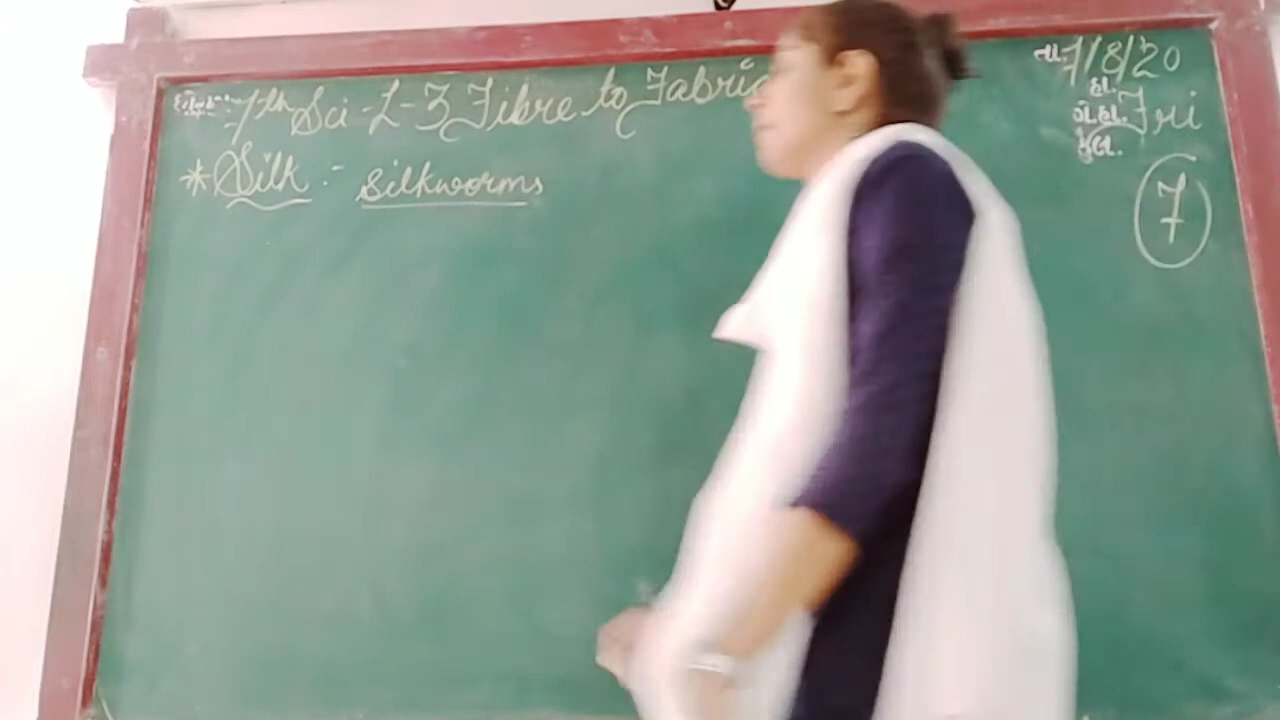 7th Sci - L-3 Fibre to Fabric
* Silk :- silkworms
તા. 7/8/20
હા.
ગે.હા. Fri
કુલ.
7